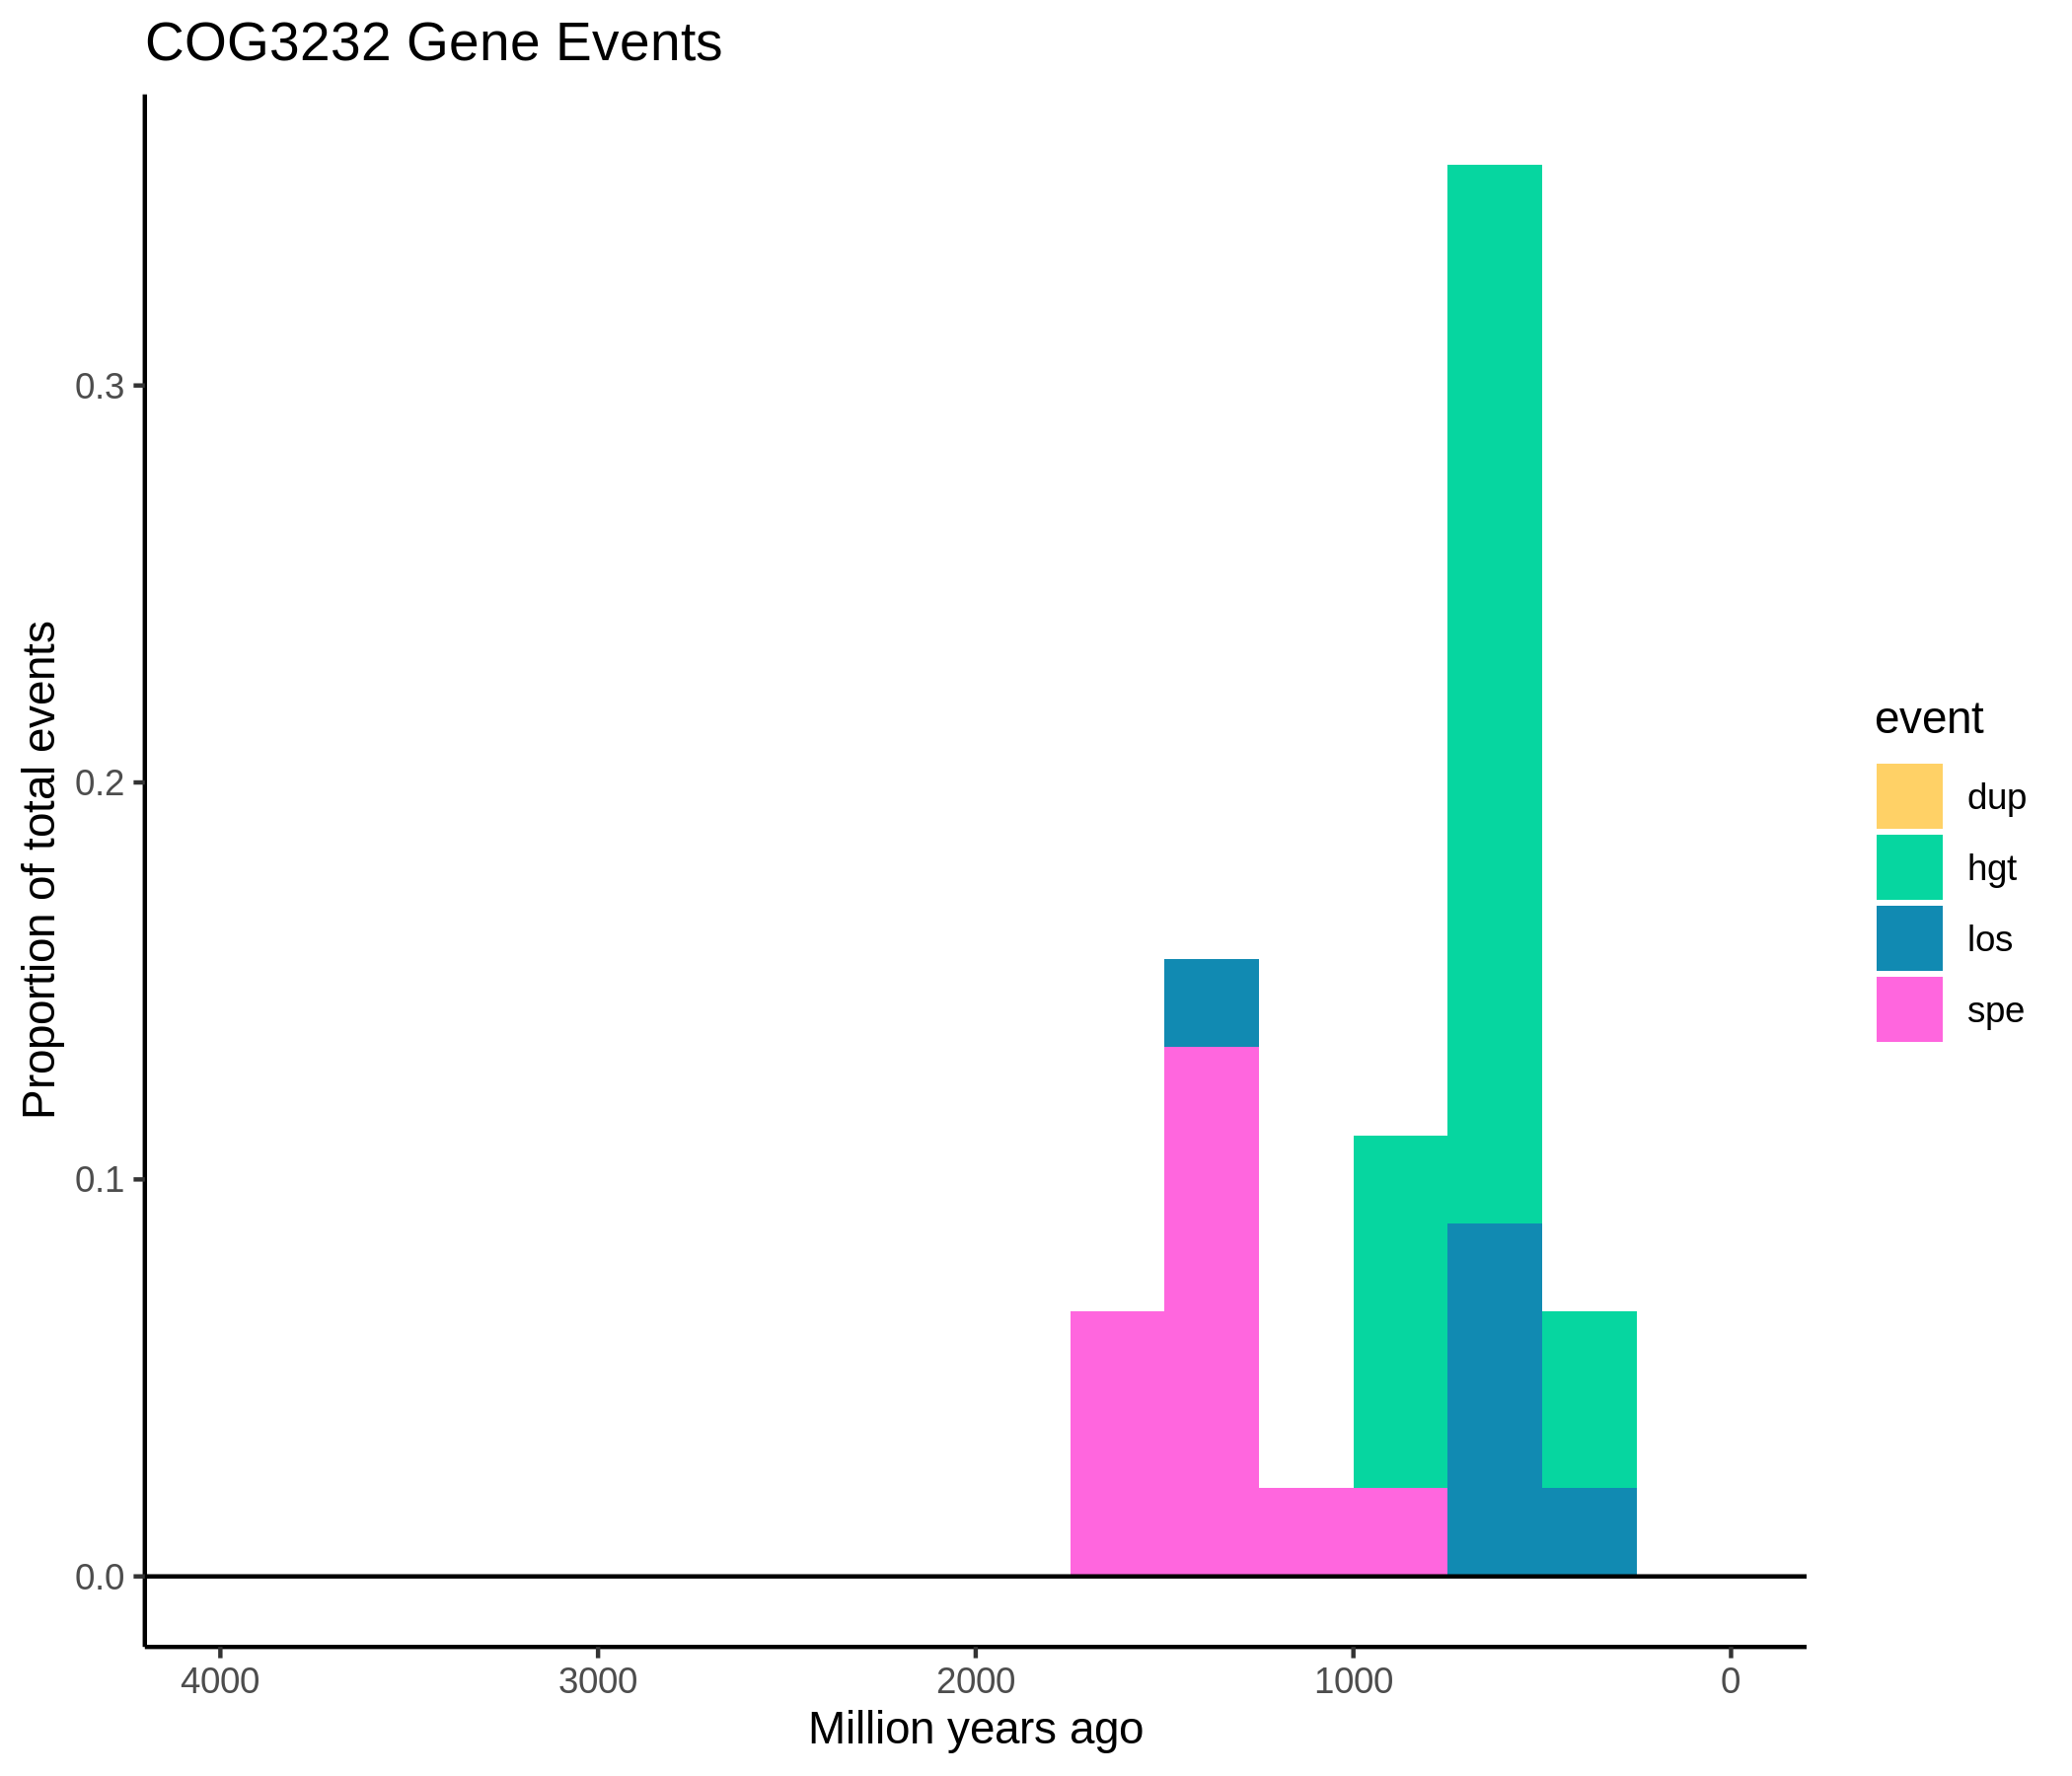 COG3232 Gene Events
Proportion of total events
0.3
0.2
0.1
0.0
4000
3000
2000
1000
0
Million years ago
event
dup
hgt
los
spe